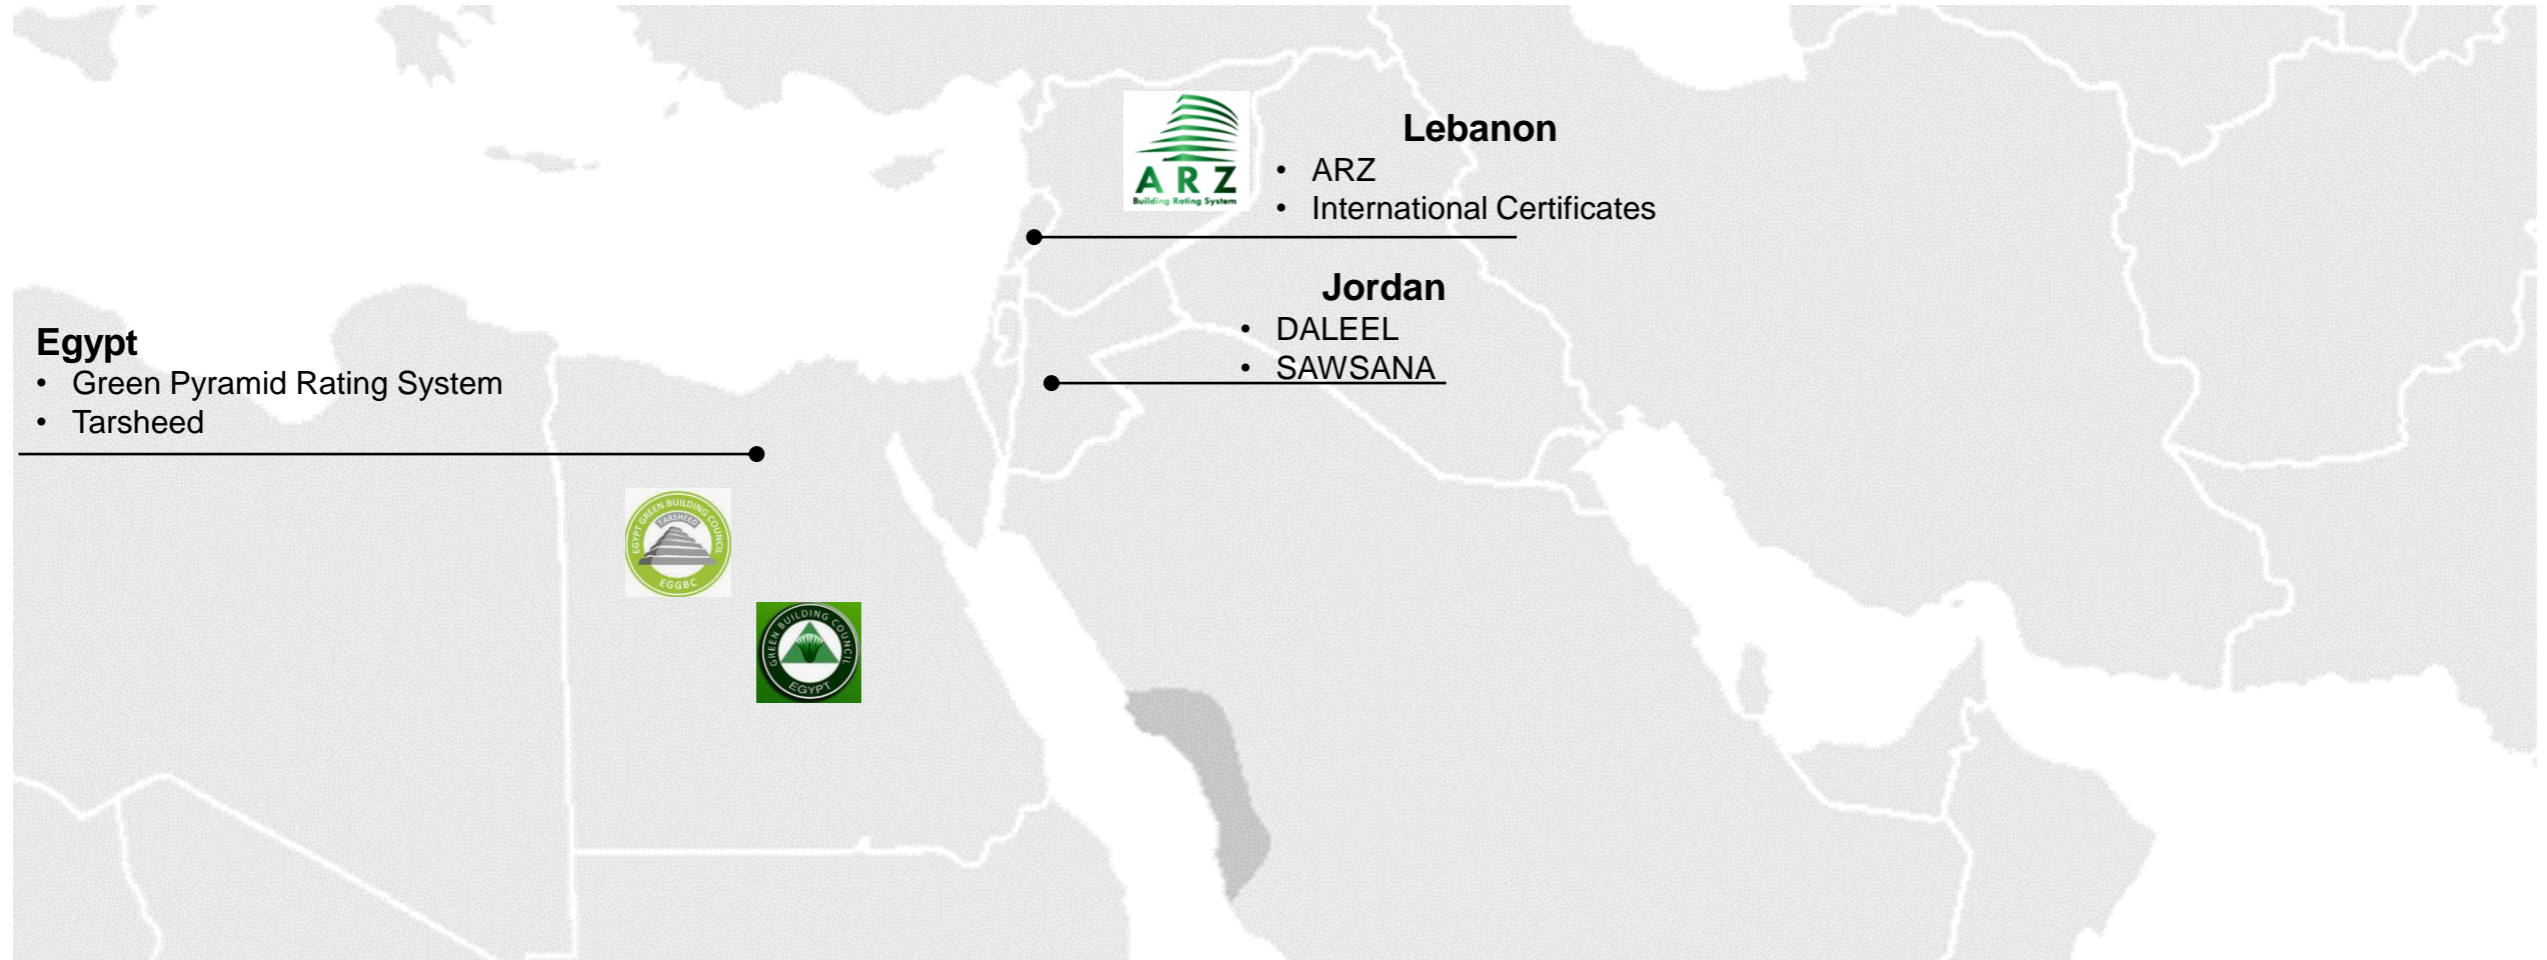 ARZ
Building Rating System
Lebanon
• ARZ
• International Certificates
Jordan
• DALEEL
• SAWSANA
Egypt
• Green Pyramid Rating System
• Tarsheed
EGYPT GREEN BUILDING COUNCIL
TARSHEED
EGGBC
GREEN BUILDING COUNCIL
EGYPT